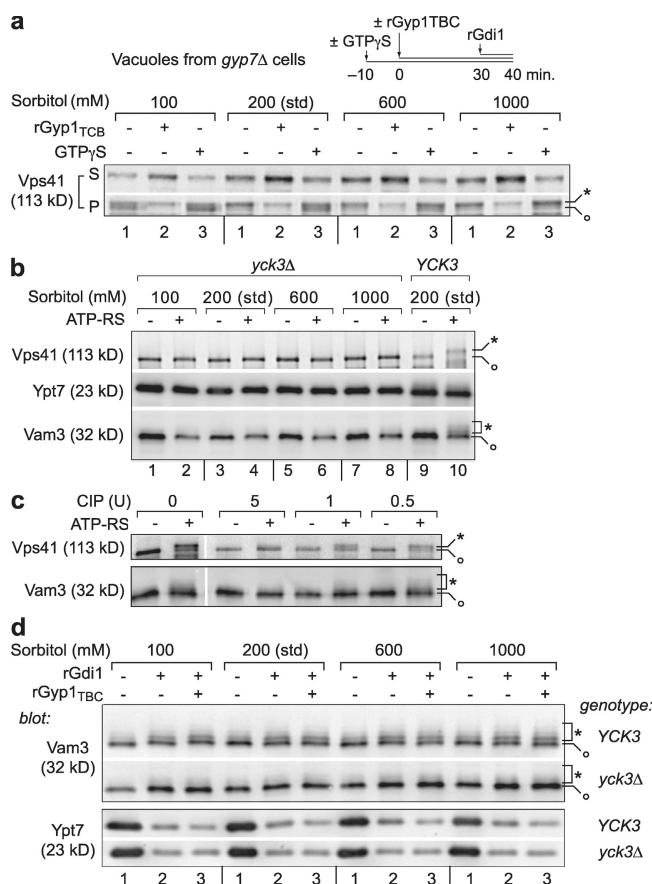 a
± rGyp1TBC
rGdi1
± GTPγS
Vacuoles from gyp7Δ cells
–10 0 30 40 min.
Sorbitol (mM) 100 200 (std) 600 1000
rGyp1TCB - + - - + - - + - - + -
GTPγS - - + - - + - - + - - +
Vps41 S
(113 kD) P * °
1 2 3 1 2 3 1 2 3 1 2 3
b
yck3Δ YCK3
Sorbitol (mM) 100 200 (std) 600 1000 200 (std)
ATP-RS - + - + - + - + - +
Vps41 (113 kD) * °
Ypt7 (23 kD)
Vam3 (32 kD) * °
1 2 3 4 5 6 7 8 9 10
c
CIP (U) 0 5 1 0.5
ATP-RS - + - + - + - +
Vps41 (113 kD) * °
Vam3 (32 kD) * °
d
Sorbitol (mM) 100 200 (std) 600 1000
rGdi1 - + + - + + - + + - + +
rGyp1TBC - - + - - + - - + - - +
blot: genotype:
Vam3 * ° YCK3
(32 kD) * ° yck3Δ
Ypt7 YCK3
(23 kD) yck3Δ
1 2 3 1 2 3 1 2 3 1 2 3